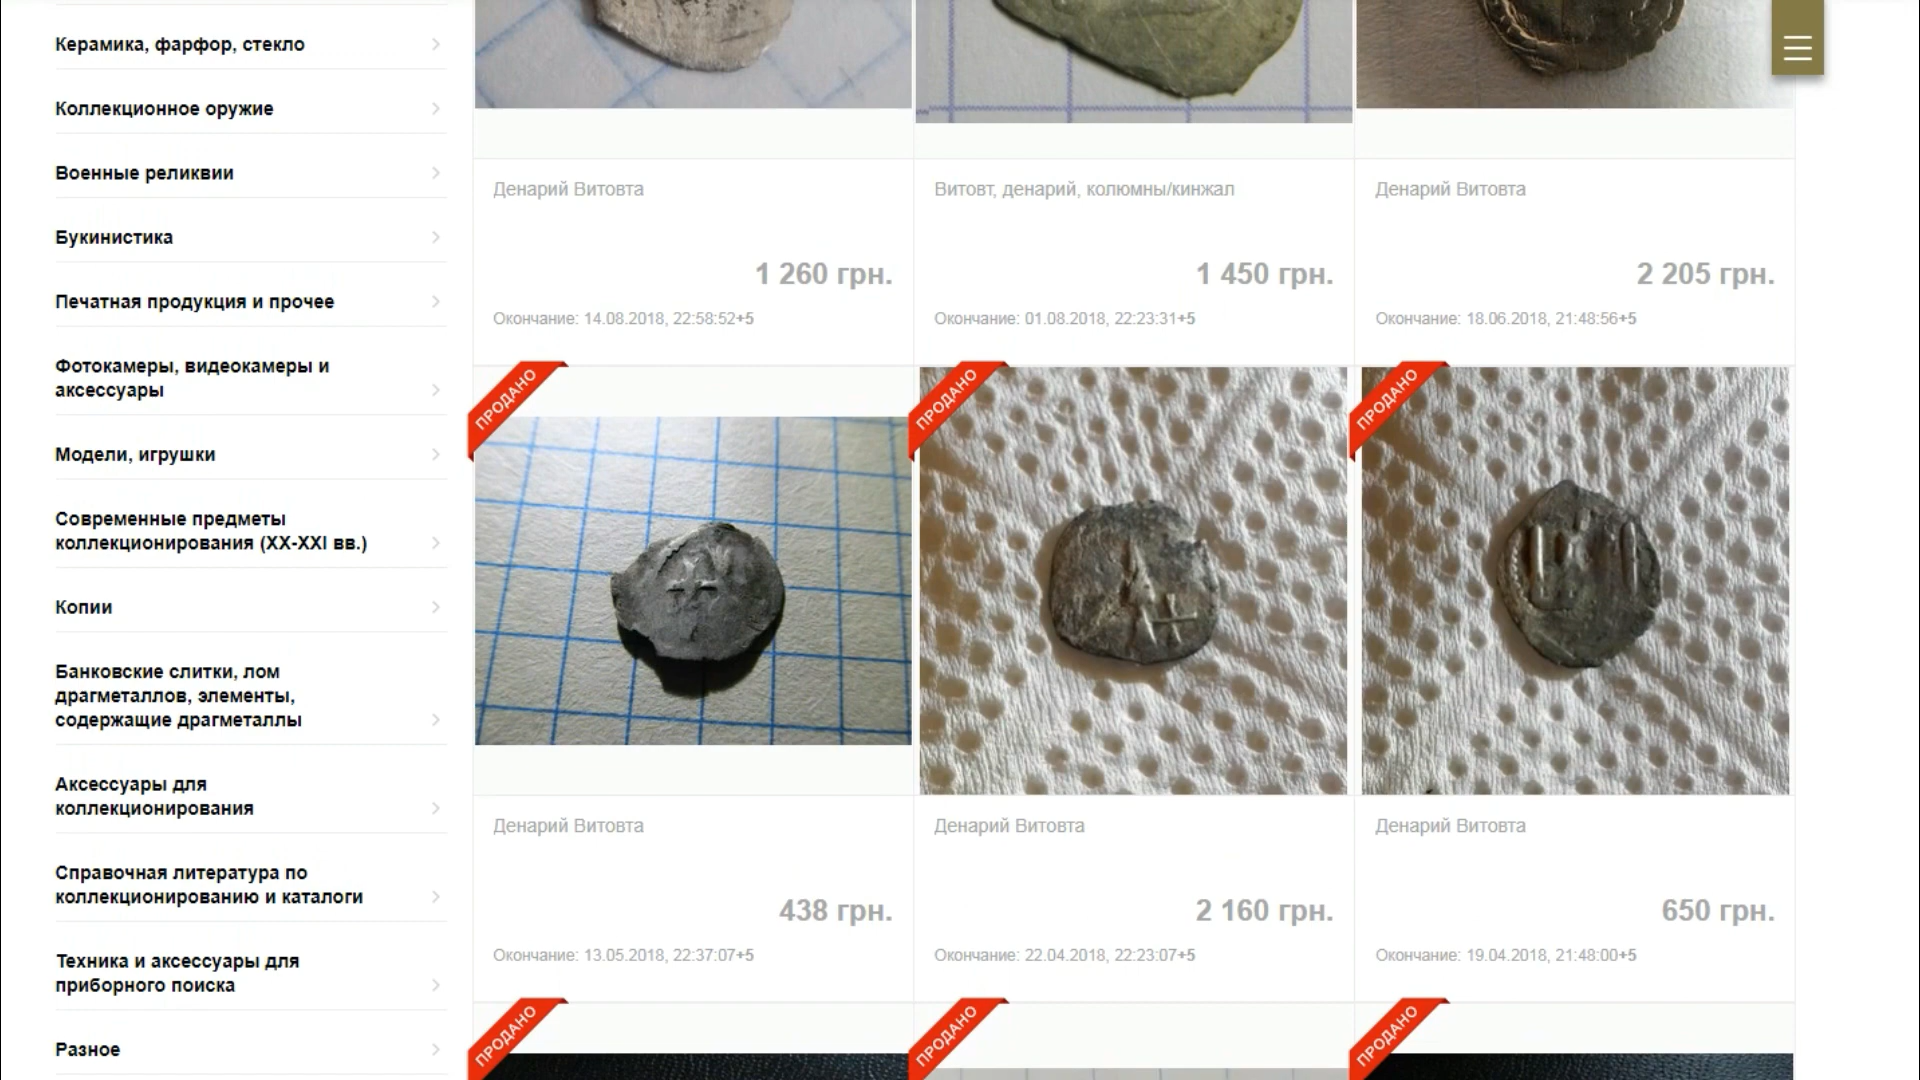 Керамика, фарфор, стекло
Коллекционное оружие
Военные реликвии
Букинистика
Печатная продукция и прочее
Фотокамеры, видеокамеры и
аксессуары
Модели, игрушки
Современные предметы
коллекционирования (XX-XXI вв.)
Копии
Банковские слитки, лом
драгметаллов, элементы,
содержащие драгметаллы
Аксессуары для
коллекционирования
Справочная литература по
коллекционированию и каталоги
Техника и аксессуары для
приборного поиска
Разное
Денарий Витовта
1 260 грн.
Окончание: 14.08.2018, 22:58:52+5
Витовт, денарий, колюмны/кинжал
1 450 грн.
Окончание: 01.08.2018, 22:23:31+5
Денарий Витовта
2 205 грн.
Окончание: 18.06.2018, 21:48:56+5
ПРОДАНО
Денарий Витовта
438 грн.
Окончание: 13.05.2018, 22:37:07+5
ПРОДАНО
Денарий Витовта
2 160 грн.
Окончание: 22.04.2018, 22:23:07+5
ПРОДАНО
Денарий Витовта
650 грн.
Окончание: 19.04.2018, 21:48:00+5
ПРОДАНО
ПРОДАНО
ПРОДАНО